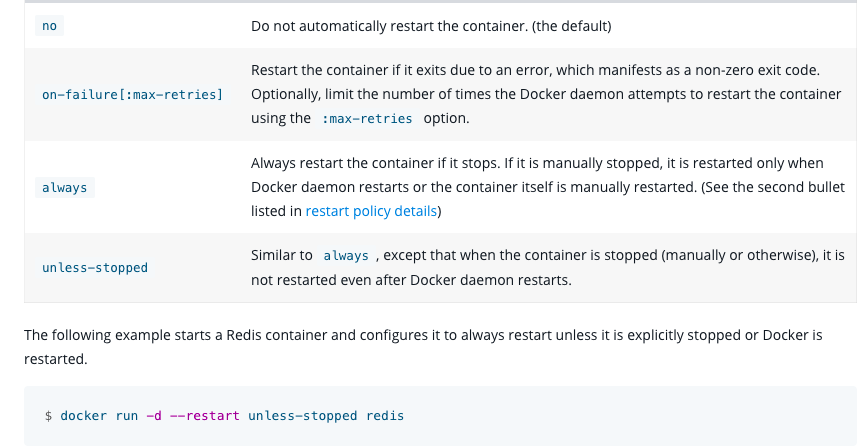 no
Do not automatically restart the container. (the default)
on-failure[:max-retries]
Restart the container if it exits due to an error, which manifests as a non-zero exit code.
Optionally, limit the number of times the Docker daemon attempts to restart the container
using the :max-retries option.
always
Always restart the container if it stops. If it is manually stopped, it is restarted only when
Docker daemon restarts or the container itself is manually restarted. (See the second bullet
listed in restart policy details)
unless-stopped
Similar to always , except that when the container is stopped (manually or otherwise), it is
not restarted even after Docker daemon restarts.
The following example starts a Redis container and configures it to always restart unless it is explicitly stopped or Docker is
restarted.
$ docker run -d --restart unless-stopped redis